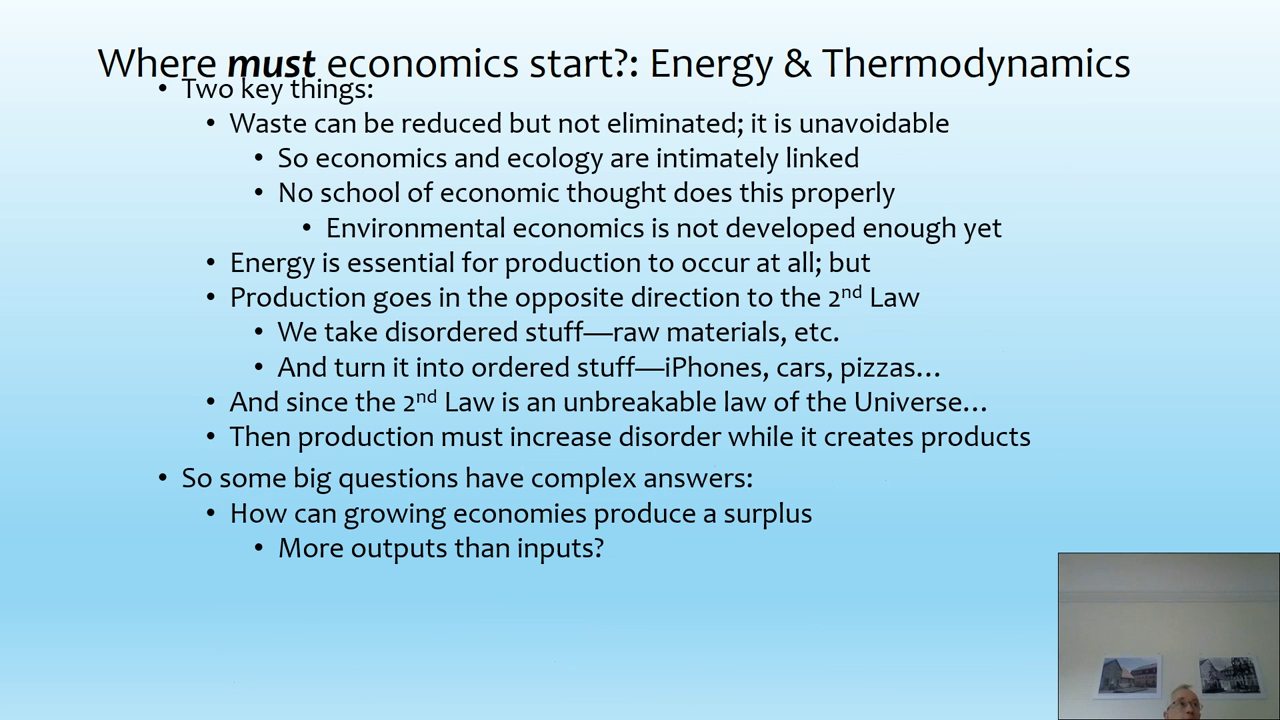 Where must economics start?: Energy & Thermodynamics
• Two key things:
• Waste can be reduced but not eliminated; it is unavoidable
• So economics and ecology are intimately linked
• No school of economic thought does this properly
• Environmental economics is not developed enough yet
• Energy is essential for production to occur at all; but
• Production goes in the opposite direction to the 2nd Law
• We take disordered stuff—raw materials, etc.
• And turn it into ordered stuff—iPhones, cars, pizzas…
• And since the 2nd Law is an unbreakable law of the Universe…
• Then production must increase disorder while it creates products
• So some big questions have complex answers:
• How can growing economies produce a surplus
• More outputs than inputs?